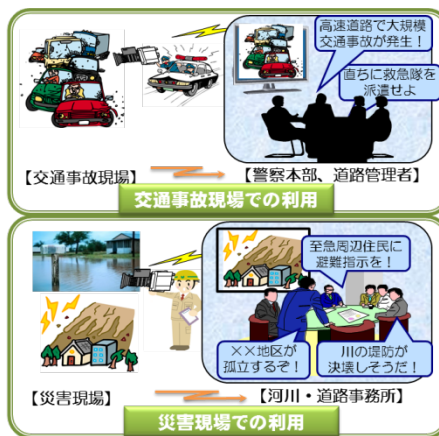 高速道路で大規模
交通事故が発生！
直ちに救急隊を
派遣せよ
【交通事故現場】
【警察本部、道路管理者】
交通事故現場での利用
至急周辺住民に
避難指示を！
××地区が
孤立するぞ！
川の堤防が
決壊しそうだ！
【災害現場】
【河川・道路事務所】
災害現場での利用